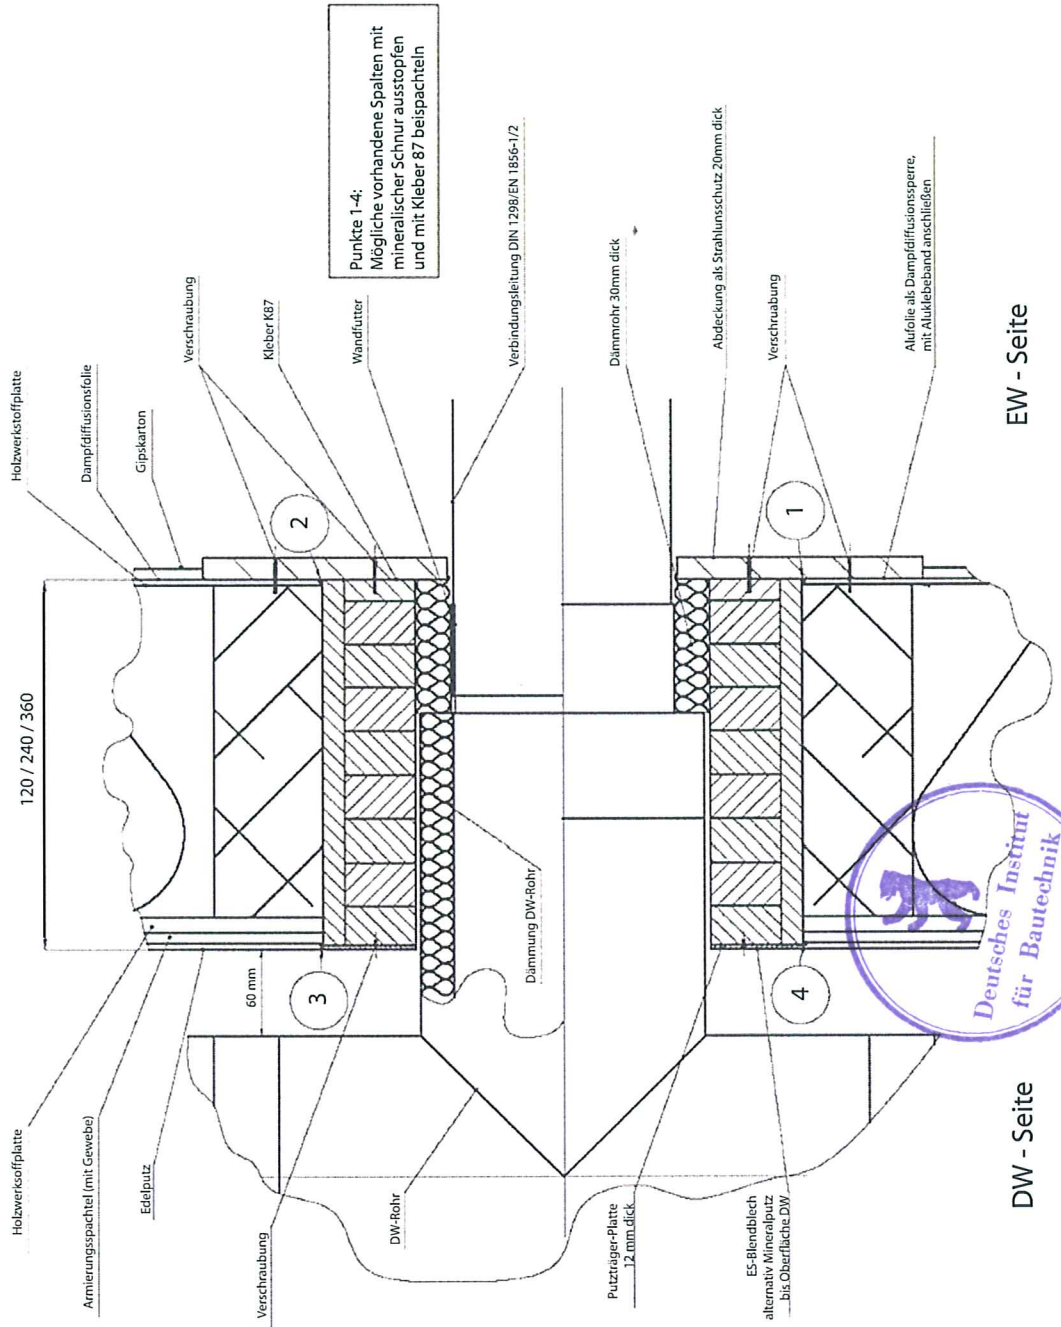 Holzwerksoffplatte
Armierungsspachtel (mit Gewebe)
Edelputz
Verschraubung
DW-Rohr
Putzträger-Platte
12 mm dick
ES-Blendblech
alternativ Mineralputz
bis Oberfläche DW
DW - Seite
120 / 240 / 360
60 mm
3
4
Dämmung DW-Rohr
2
1
Holzwerkstoffplatte
Dampfdiffusionsfolie
Gipskarton
Verschraubung
Kleber K87
Wandfutter
Punkte 1-4:
Mögliche vorhandene Spalten mit
mineralischer Schnur ausstopfen
und mit Kleber 87 beispachteln
Verbindungsleitung DIN 1298/EN 1856-1/2
Dämmrohr 30mm dick
Abdeckung als Strahlunsschutz 20mm dick
Verschruabung
Alufolie als Dampfdiffusionssperre,
mit Aluklebeband anschließen
EW - Seite
Deutsches Institut
für Bautechnik